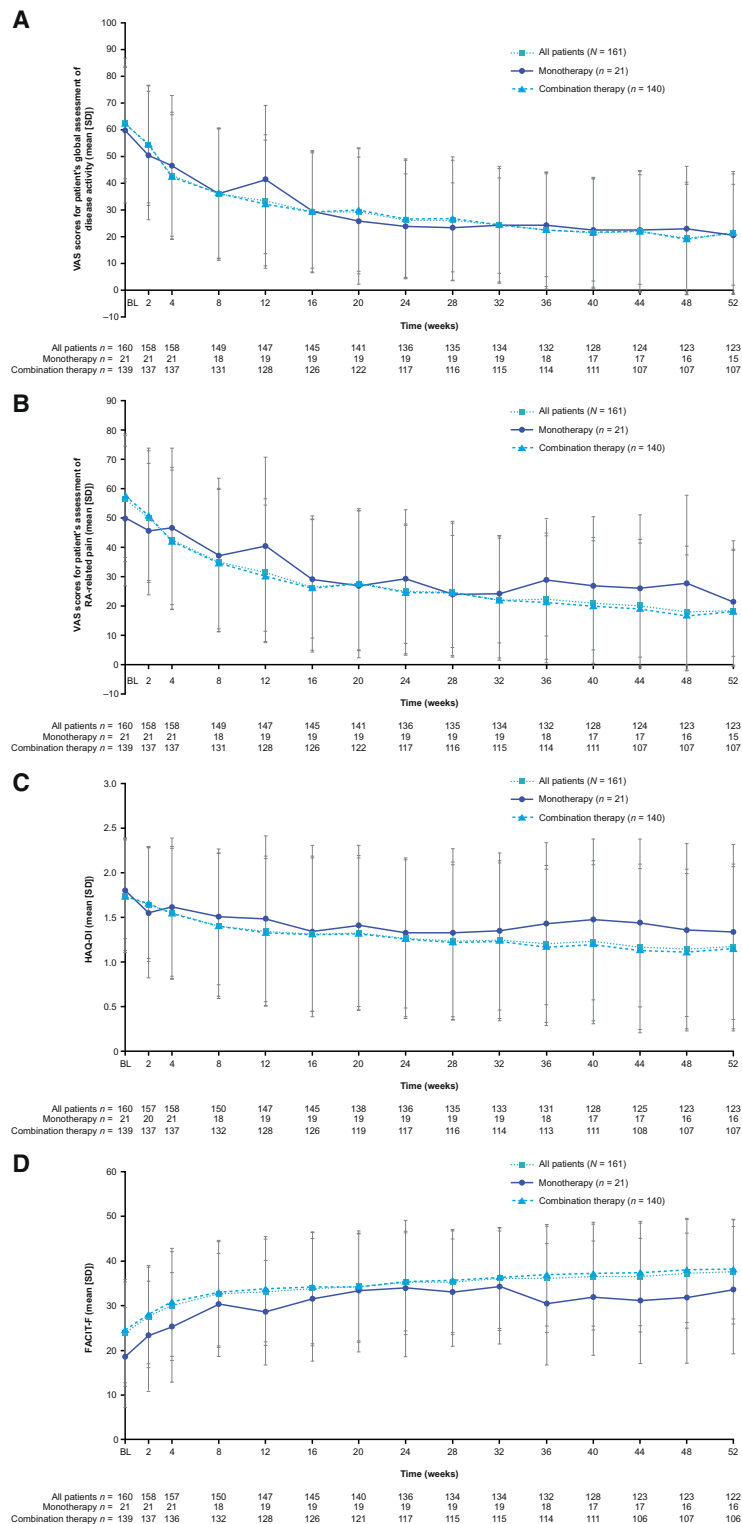 A
100
90
80
70
60
50
40
30
20
10
0
–10
VAS scores for patient's global assessment of
disease activity (mean [SD])
All patients (N = 161)
Monotherapy (n = 21)
Combination therapy (n = 140)
BL 2 4 8 12 16 20 24 28 32 36 40 44 48 52
Time (weeks)
All patients n = 160 158 158 149 147 145 141 136 135 134 132 128 124 123 123
Monotherapy n = 21 21 21 18 19 19 19 19 19 19 18 17 17 16 15
Combination therapy n = 139 137 137 131 128 126 122 117 116 115 114 111 107 107 107
B
90
80
70
60
50
40
30
20
10
0
–10
VAS scores for patient's assessment of
RA-related pain (mean [SD])
All patients (N = 161)
Monotherapy (n = 21)
Combination therapy (n = 140)
BL 2 4 8 12 16 20 24 28 32 36 40 44 48 52
Time (weeks)
All patients n = 160 158 158 149 147 145 141 136 135 134 132 128 124 123 123
Monotherapy n = 21 21 21 18 19 19 19 19 19 19 18 17 17 16 15
Combination therapy n = 139 137 137 131 128 126 122 117 116 115 114 111 107 107 107
C
3.0
2.5
2.0
1.5
1.0
0.5
0
HAQ-DI (mean [SD])
All patients (N = 161)
Monotherapy (n = 21)
Combination therapy (n = 140)
BL 2 4 8 12 16 20 24 28 32 36 40 44 48 52
Time (weeks)
All patients n = 160 157 158 150 147 145 138 136 135 133 131 128 125 123 123
Monotherapy n = 21 20 21 18 19 19 19 19 19 19 18 17 17 16 16
Combination therapy n = 139 137 137 132 128 126 119 117 116 114 113 111 108 107 107
D
60
50
40
30
20
10
0
FACIT-F (mean [SD])
All patients (N = 161)
Monotherapy (n = 21)
Combination therapy (n = 140)
BL 2 4 8 12 16 20 24 28 32 36 40 44 48 52
Time (weeks)
All patients n = 160 158 157 150 147 145 140 136 134 134 132 128 123 123 122
Monotherapy n = 21 21 21 18 19 19 19 19 19 19 18 17 17 16 16
Combination therapy n = 139 137 136 132 128 126 121 117 115 115 114 111 106 107 106